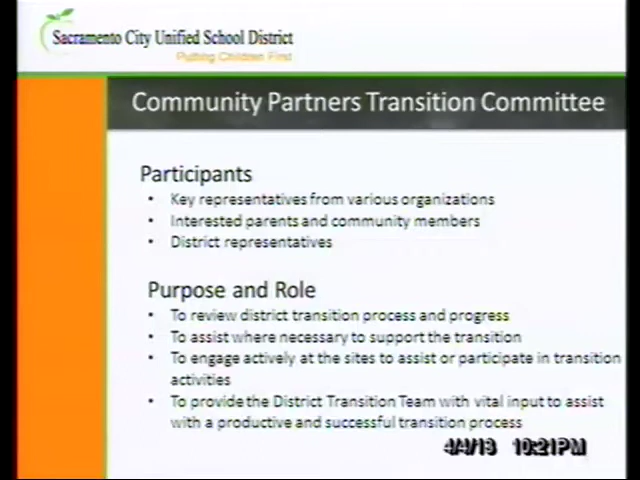 Sacramento City Unified School District
Putting Children First
Community Partners Transition Committee
Participants
• Key representatives from various organizations
• Interested parents and community members
• District representatives
Purpose and Role
• To review district transition process and progress
• To assist where necessary to support the transition
• To engage actively at the sites to assist or participate in transition
activities
• To provide the District Transition Team with vital input to assist
with a productive and successful transition process
4/4/13 10:21PM